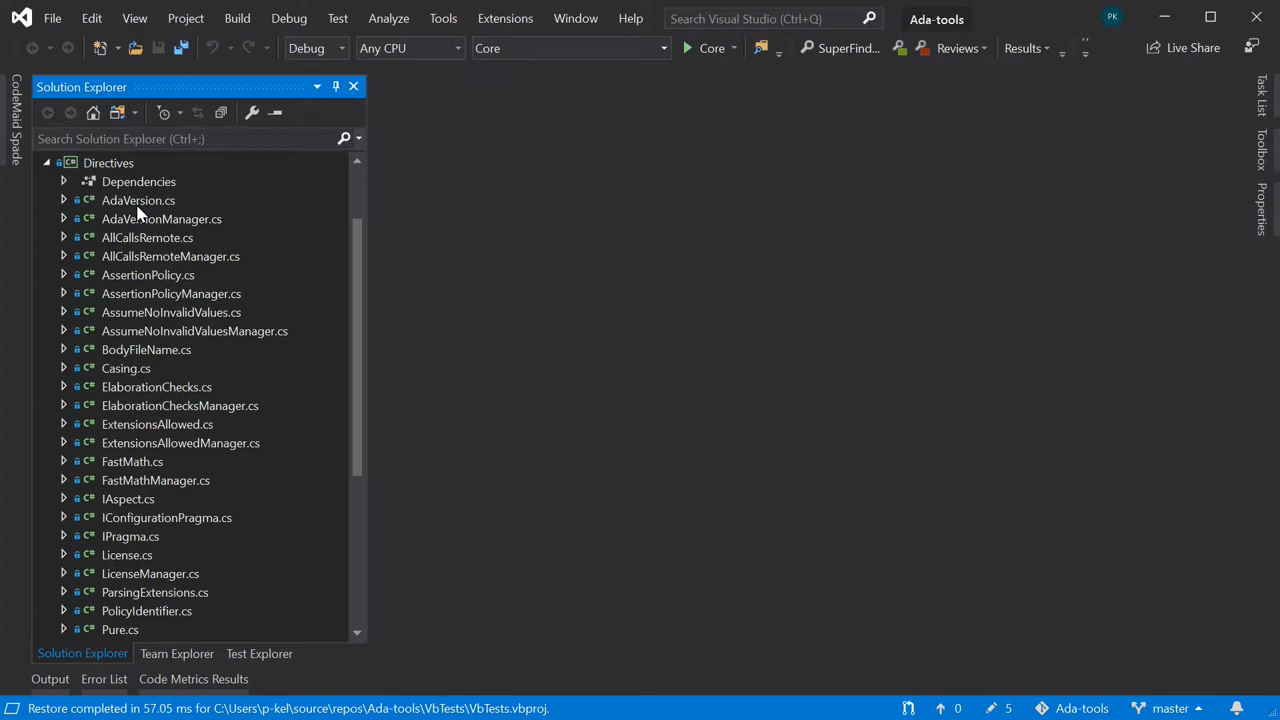 File Edit View Project Build Debug Test Analyze Tools Extensions Window Help Search Visual Studio (Ctrl+Q) Ada-tools PK
Debug Any CPU Core Core SuperFind... Reviews Results Live Share
CodeMaid Spade
Solution Explorer
Search Solution Explorer (Ctrl+;)
C# Directives
Dependencies
C# AdaVersion.cs
C# AdaVersionManager.cs
C# AllCallsRemote.cs
C# AllCallsRemoteManager.cs
C# AssertionPolicy.cs
C# AssertionPolicyManager.cs
C# AssumeNoInvalidValues.cs
C# AssumeNoInvalidValuesManager.cs
C# BodyFileName.cs
C# Casing.cs
C# ElaborationChecks.cs
C# ElaborationChecksManager.cs
C# ExtensionsAllowed.cs
C# ExtensionsAllowedManager.cs
C# FastMath.cs
C# FastMathManager.cs
C# IAspect.cs
C# IConfigurationPragma.cs
C# IPragma.cs
C# License.cs
C# LicenseManager.cs
C# ParsingExtensions.cs
C# PolicyIdentifier.cs
C# Pure.cs
Solution Explorer Team Explorer Test Explorer
Output Error List Code Metrics Results
Task List
Toolbox
Properties
Restore completed in 57.05 ms for C:\Users\p-kel\source\repos\Ada-tools\VbTests\VbTests.vbproj. 0 5 Ada-tools master